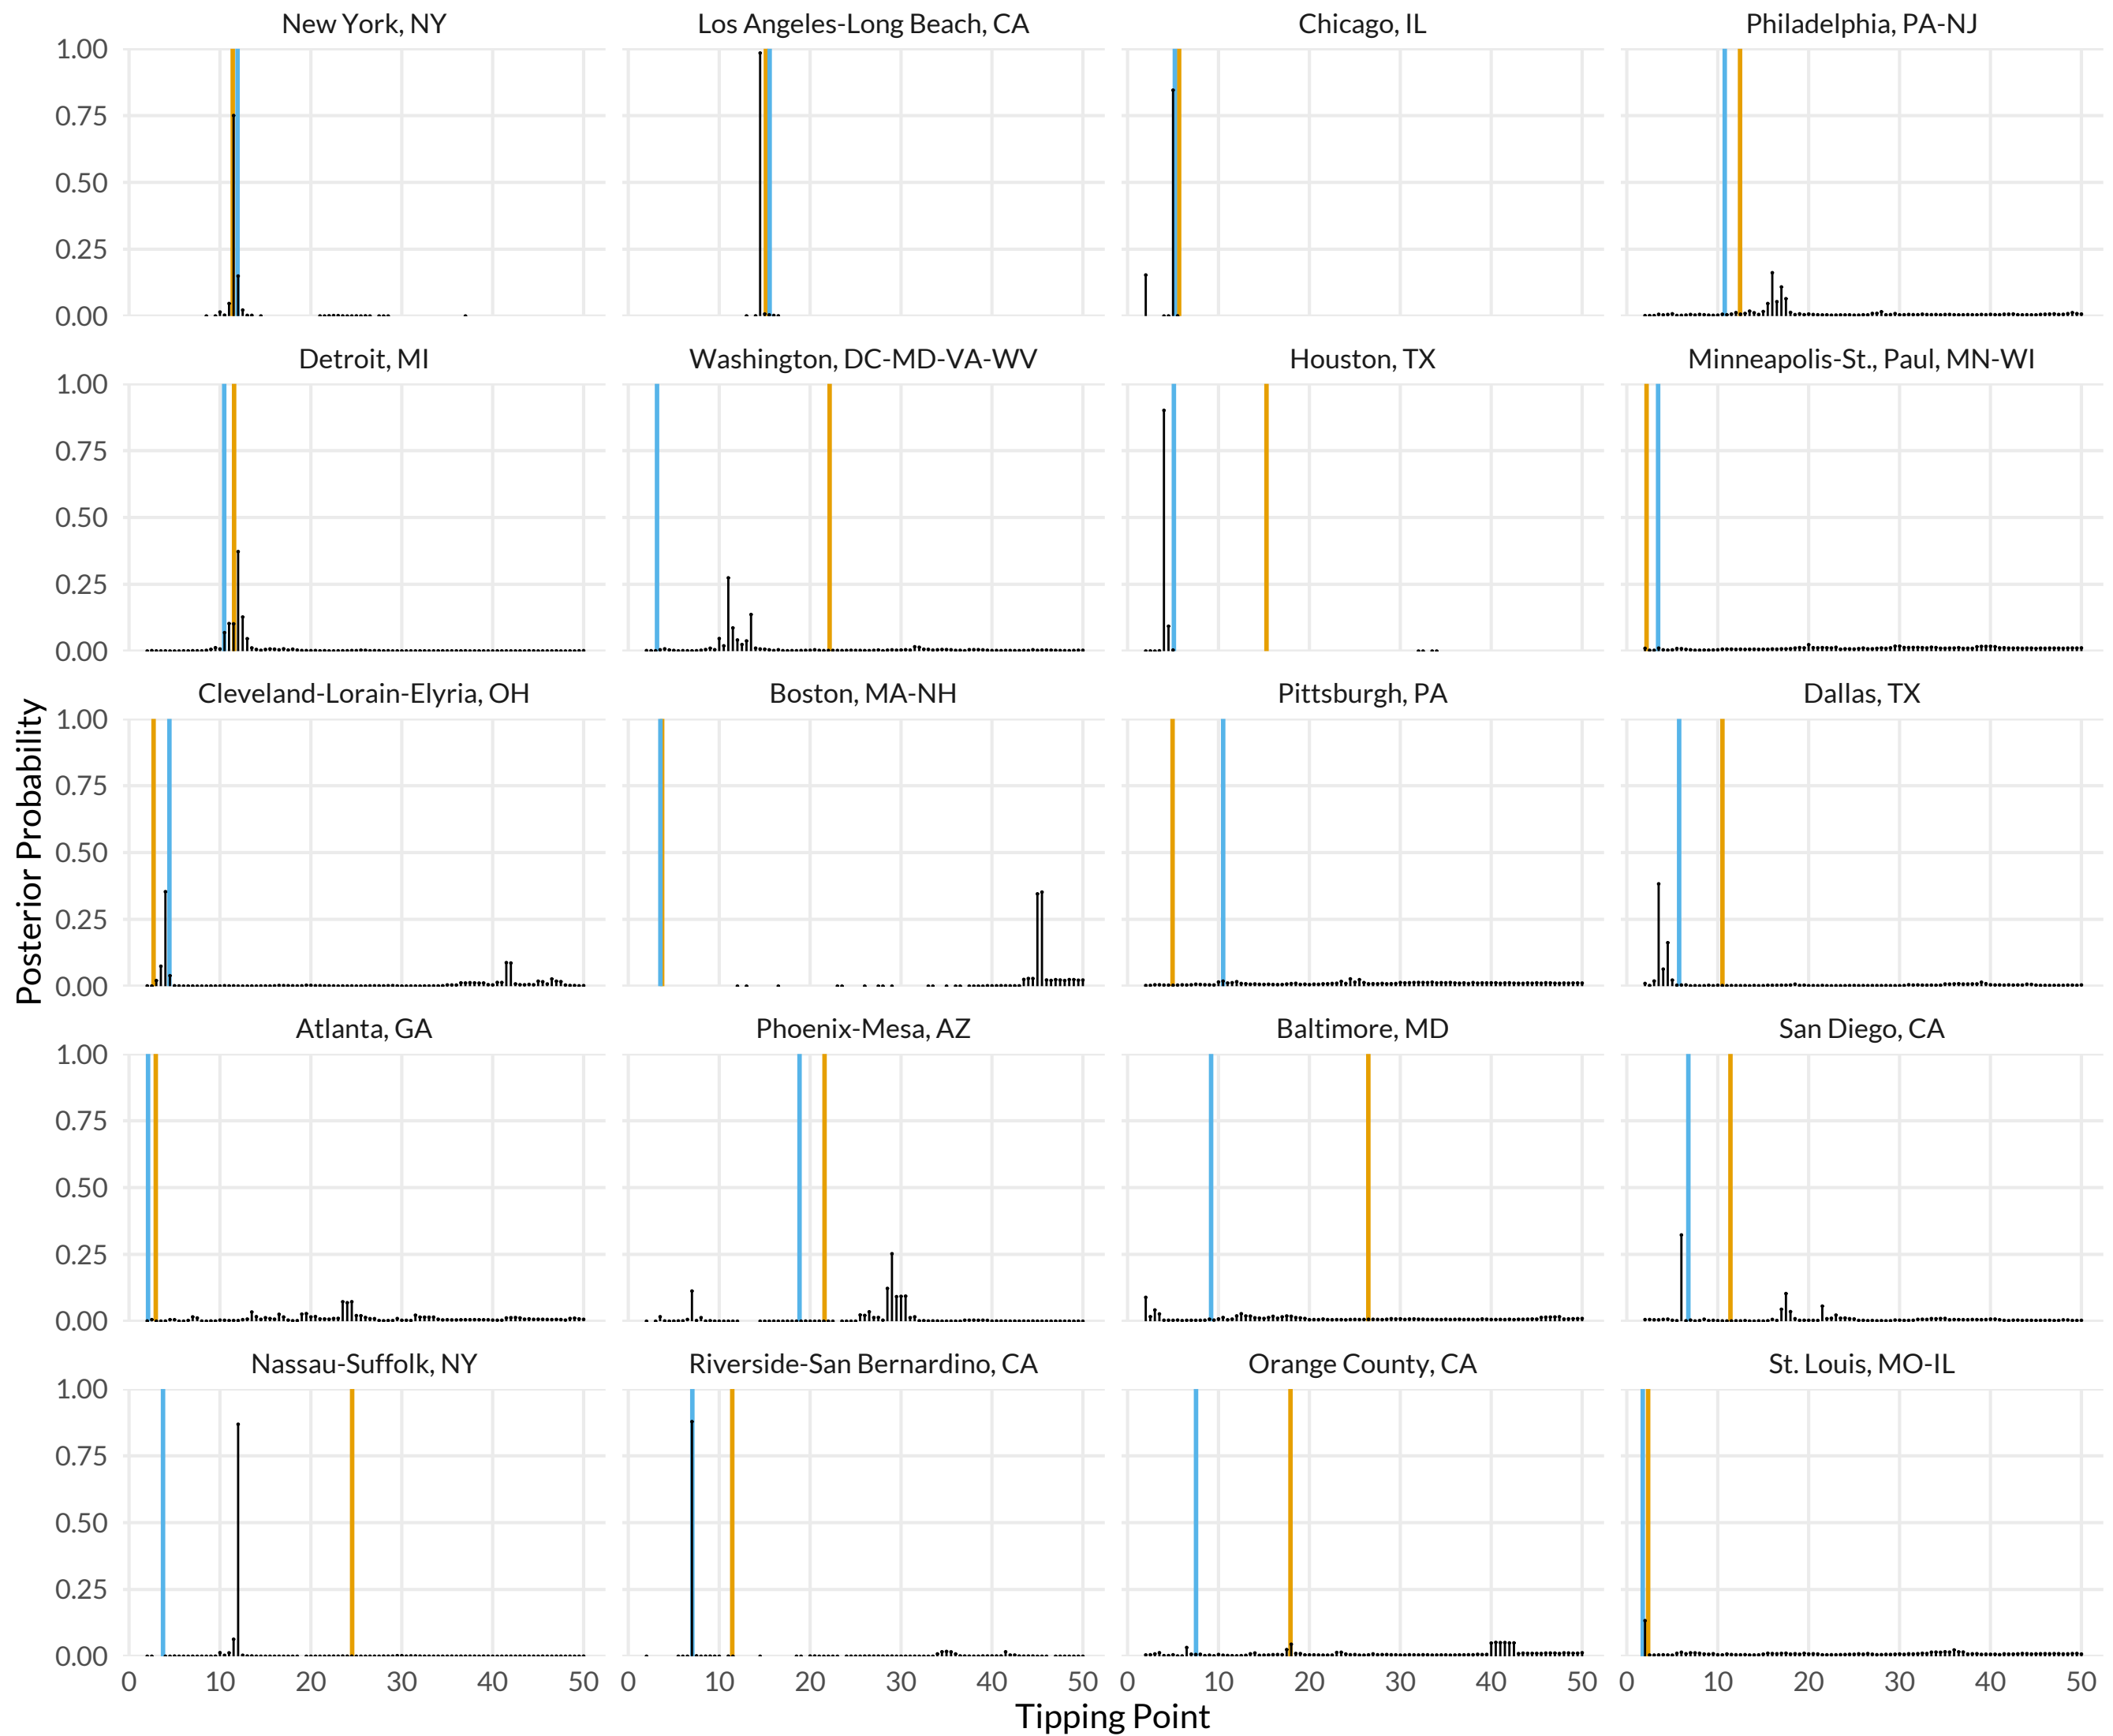 New York, NY
Los Angeles-Long Beach, CA
Chicago, IL
Philadelphia, PA-NJ
1.00
0.75
0.50
0.25
0.00
Detroit, MI
Washington, DC-MD-VA-WV
Houston, TX
Minneapolis-St., Paul, MN-WI
1.00
0.75
0.50
0.25
0.00
Cleveland-Lorain-Elyria, OH
Boston, MA-NH
Pittsburgh, PA
Dallas, TX
1.00
0.75
0.50
0.25
0.00
Posterior Probability
Atlanta, GA
Phoenix-Mesa, AZ
Baltimore, MD
San Diego, CA
1.00
0.75
0.50
0.25
0.00
Nassau-Suffolk, NY
Riverside-San Bernardino, CA
Orange County, CA
St. Louis, MO-IL
1.00
0.75
0.50
0.25
0.00
0 10 20 30 40 50
0 10 20 30 40 50
0 10 20 30 40 50
0 10 20 30 40 50
Tipping Point